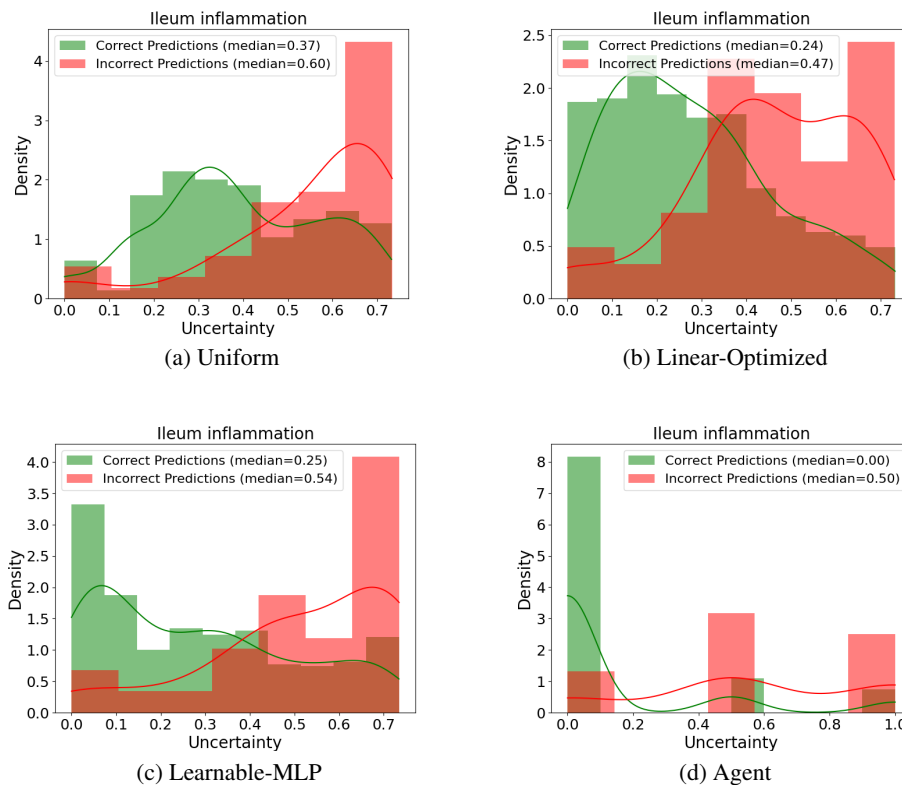 Ileum inflammation
Correct Predictions (median=0.37)
Incorrect Predictions (median=0.60)
Density
4
3
2
1
0
0.0 0.1 0.2 0.3 0.4 0.5 0.6 0.7
Uncertainty
(a) Uniform
Ileum inflammation
Correct Predictions (median=0.24)
Incorrect Predictions (median=0.47)
Density
2.5
2.0
1.5
1.0
0.5
0.0
0.0 0.1 0.2 0.3 0.4 0.5 0.6 0.7
Uncertainty
(b) Linear-Optimized
Ileum inflammation
Correct Predictions (median=0.25)
Incorrect Predictions (median=0.54)
Density
4.0
3.5
3.0
2.5
2.0
1.5
1.0
0.5
0.0
0.0 0.1 0.2 0.3 0.4 0.5 0.6 0.7
Uncertainty
(c) Learnable-MLP
Ileum inflammation
Correct Predictions (median=0.00)
Incorrect Predictions (median=0.50)
Density
8
7
6
5
4
3
2
1
0
0.0 0.2 0.4 0.6 0.8 1.0
Uncertainty
(d) Agent